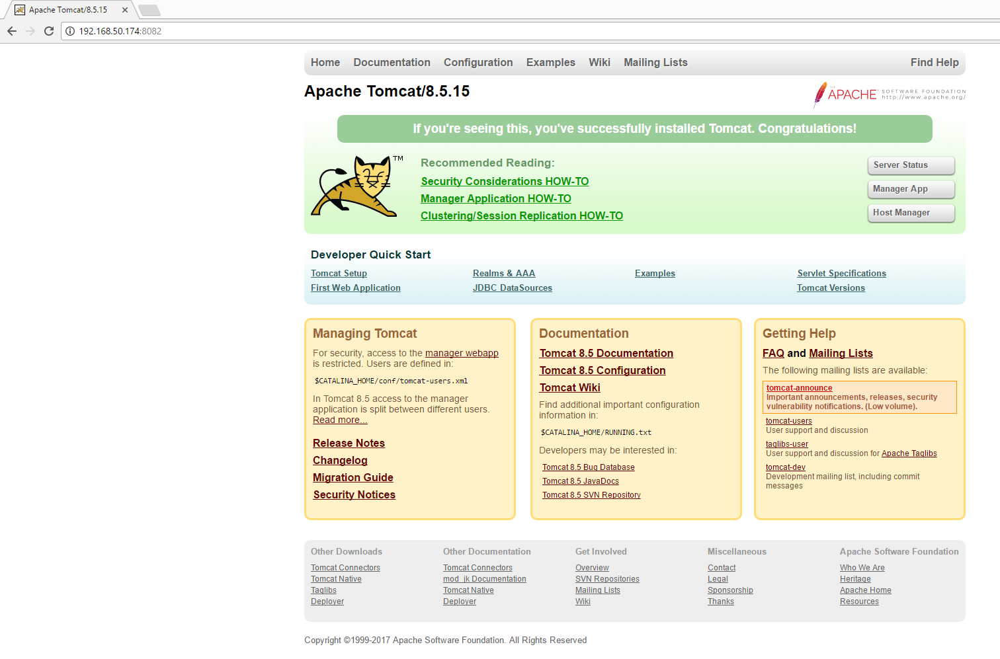 Apache Tomcat/8.5.15
192.168.50.174:8082
Home Documentation Configuration Examples Wiki Mailing Lists Find Help
Apache Tomcat/8.5.15
THE APACHE SOFTWARE FOUNDATION
http://www.apache.org/
If you're seeing this, you've successfully installed Tomcat. Congratulations!
TM
Recommended Reading:
Security Considerations HOW-TO
Manager Application HOW-TO
Clustering/Session Replication HOW-TO
Server Status
Manager App
Host Manager
Developer Quick Start
Tomcat Setup
First Web Application
Realms & AAA
JDBC DataSources
Examples
Servlet Specifications
Tomcat Versions
Managing Tomcat
For security, access to the manager webapp
is restricted. Users are defined in:
$CATALINA_HOME/conf/tomcat-users.xml
In Tomcat 8.5 access to the manager
application is split between different users.
Read more...
Release Notes
Changelog
Migration Guide
Security Notices
Documentation
Tomcat 8.5 Documentation
Tomcat 8.5 Configuration
Tomcat Wiki
Find additional important configuration
information in:
$CATALINA_HOME/RUNNING.txt
Developers may be interested in:
Tomcat 8.5 Bug Database
Tomcat 8.5 JavaDocs
Tomcat 8.5 SVN Repository
Getting Help
FAQ and Mailing Lists
The following mailing lists are available:
tomcat-announce
Important announcements, releases, security
vulnerability notifications. (Low volume).
tomcat-users
User support and discussion
taglibs-user
User support and discussion for Apache Taglibs
tomcat-dev
Development mailing list, including commit
messages
Other Downloads
Tomcat Connectors
Tomcat Native
Taglibs
Deployer
Other Documentation
Tomcat Connectors
mod_jk Documentation
Tomcat Native
Deployer
Get Involved
Overview
SVN Repositories
Mailing Lists
Wiki
Miscellaneous
Contact
Legal
Sponsorship
Thanks
Apache Software Foundation
Who We Are
Heritage
Apache Home
Resources
Copyright ©1999-2017 Apache Software Foundation. All Rights Reserved